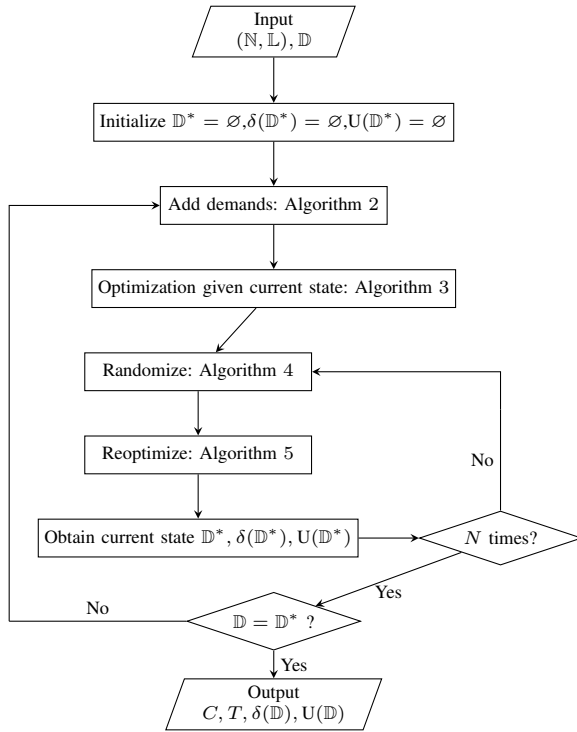 Input
(ℕ, 𝕃), 𝔻
Initialize 𝔻* = ∅,δ(𝔻*) = ∅,U(𝔻*) = ∅
Add demands: Algorithm 2
Optimization given current state: Algorithm 3
Randomize: Algorithm 4
Reoptimize: Algorithm 5
No
Obtain current state 𝔻*, δ(𝔻*), U(𝔻*)
N times?
Yes
No
𝔻 = 𝔻* ?
Yes
Output
C, T, δ(𝔻), U(𝔻)